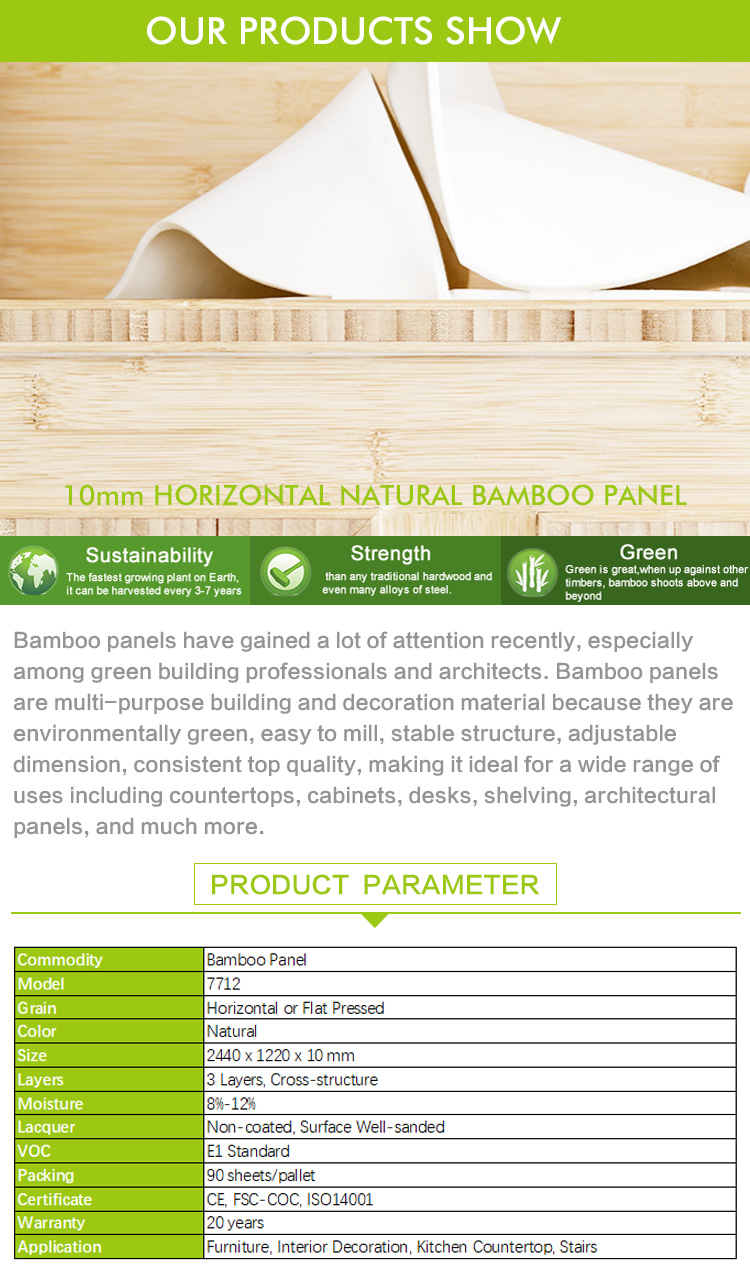 OUR PRODUCTS SHOW
10mm HORIZONTAL NATURAL BAMBOO PANEL
Sustainability
The fastest growing plant on Earth,
it can be harvested every 3-7 years
Strength
than any traditional hardwood and
even many alloys of steel.
Green
Green is great,when up against other
timbers, bamboo shoots above and
beyond
Bamboo panels have gained a lot of attention recently, especially
among green building professionals and architects. Bamboo panels
are multi-purpose building and decoration material because they are
environmentally green, easy to mill, stable structure, adjustable
dimension, consistent top quality, making it ideal for a wide range of
uses including countertops, cabinets, desks, shelving, architectural
panels, and much more.
PRODUCT PARAMETER
Commodity Bamboo Panel
Model 7712
Grain Horizontal or Flat Pressed
Color Natural
Size 2440 x 1220 x 10 mm
Layers 3 Layers, Cross-structure
Moisture 8%-12%
Lacquer Non-coated, Surface Well-sanded
VOC E1 Standard
Packing 90 sheets/pallet
Certificate CE, FSC-COC, ISO14001
Warranty 20 years
Application Furniture, Interior Decoration, Kitchen Countertop, Stairs